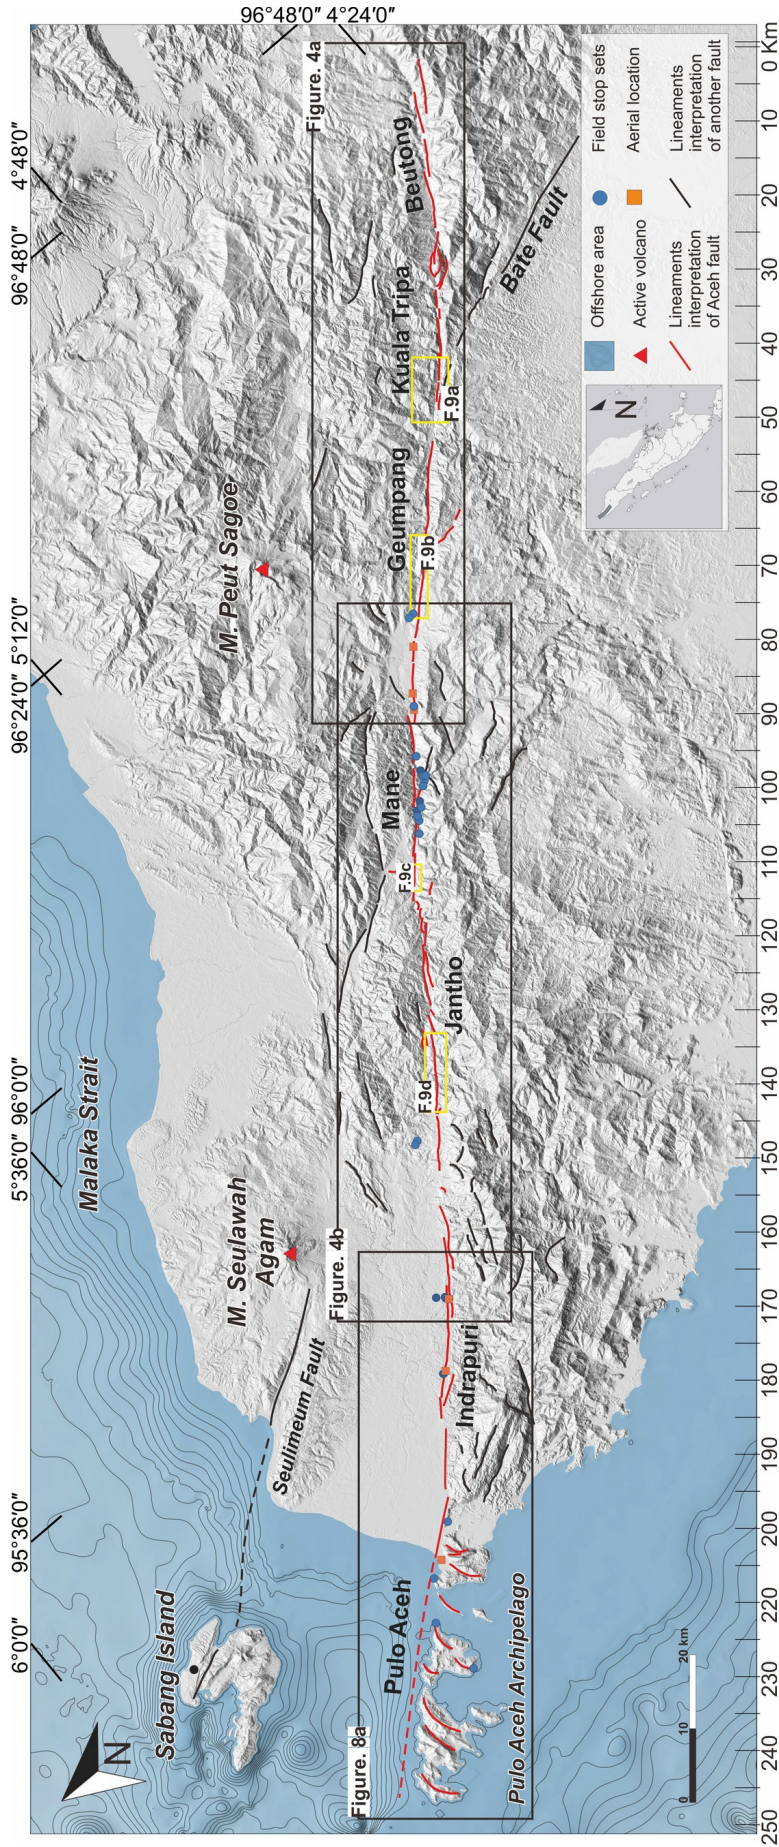 6°0′0″
95°36′0″
5°36′0″ 96°0′0″
96°24′0″ 5°12′0″
96°48′0″
4°48′0″
96°48′0″ 4°24′0″
N
Sabang Island
Malaka Strait
M. Seulawah
Agam
Seulimeum Fault
M. Peut Sagoe
Figure. 8a
Figure. 4b
Figure. 4a
Pulo Aceh
Pulo Aceh Archipelago
Indrapuri
F.9d
Jantho
F.9c
Mane
F.9b
Geumpang
F.9a
Kuala Tripa
Beutong
Bate Fault
N
Offshore area
Field stop sets
Active volcano
Aerial location
Lineaments
interpretation
of Aceh fault
Lineaments
interpretation
of another fault
0 10 20 km
250 240 230 220 210 200 190 180 170 160 150 140 130 120 110 100 90 80 70 60 50 40 30 20 10 0 Km